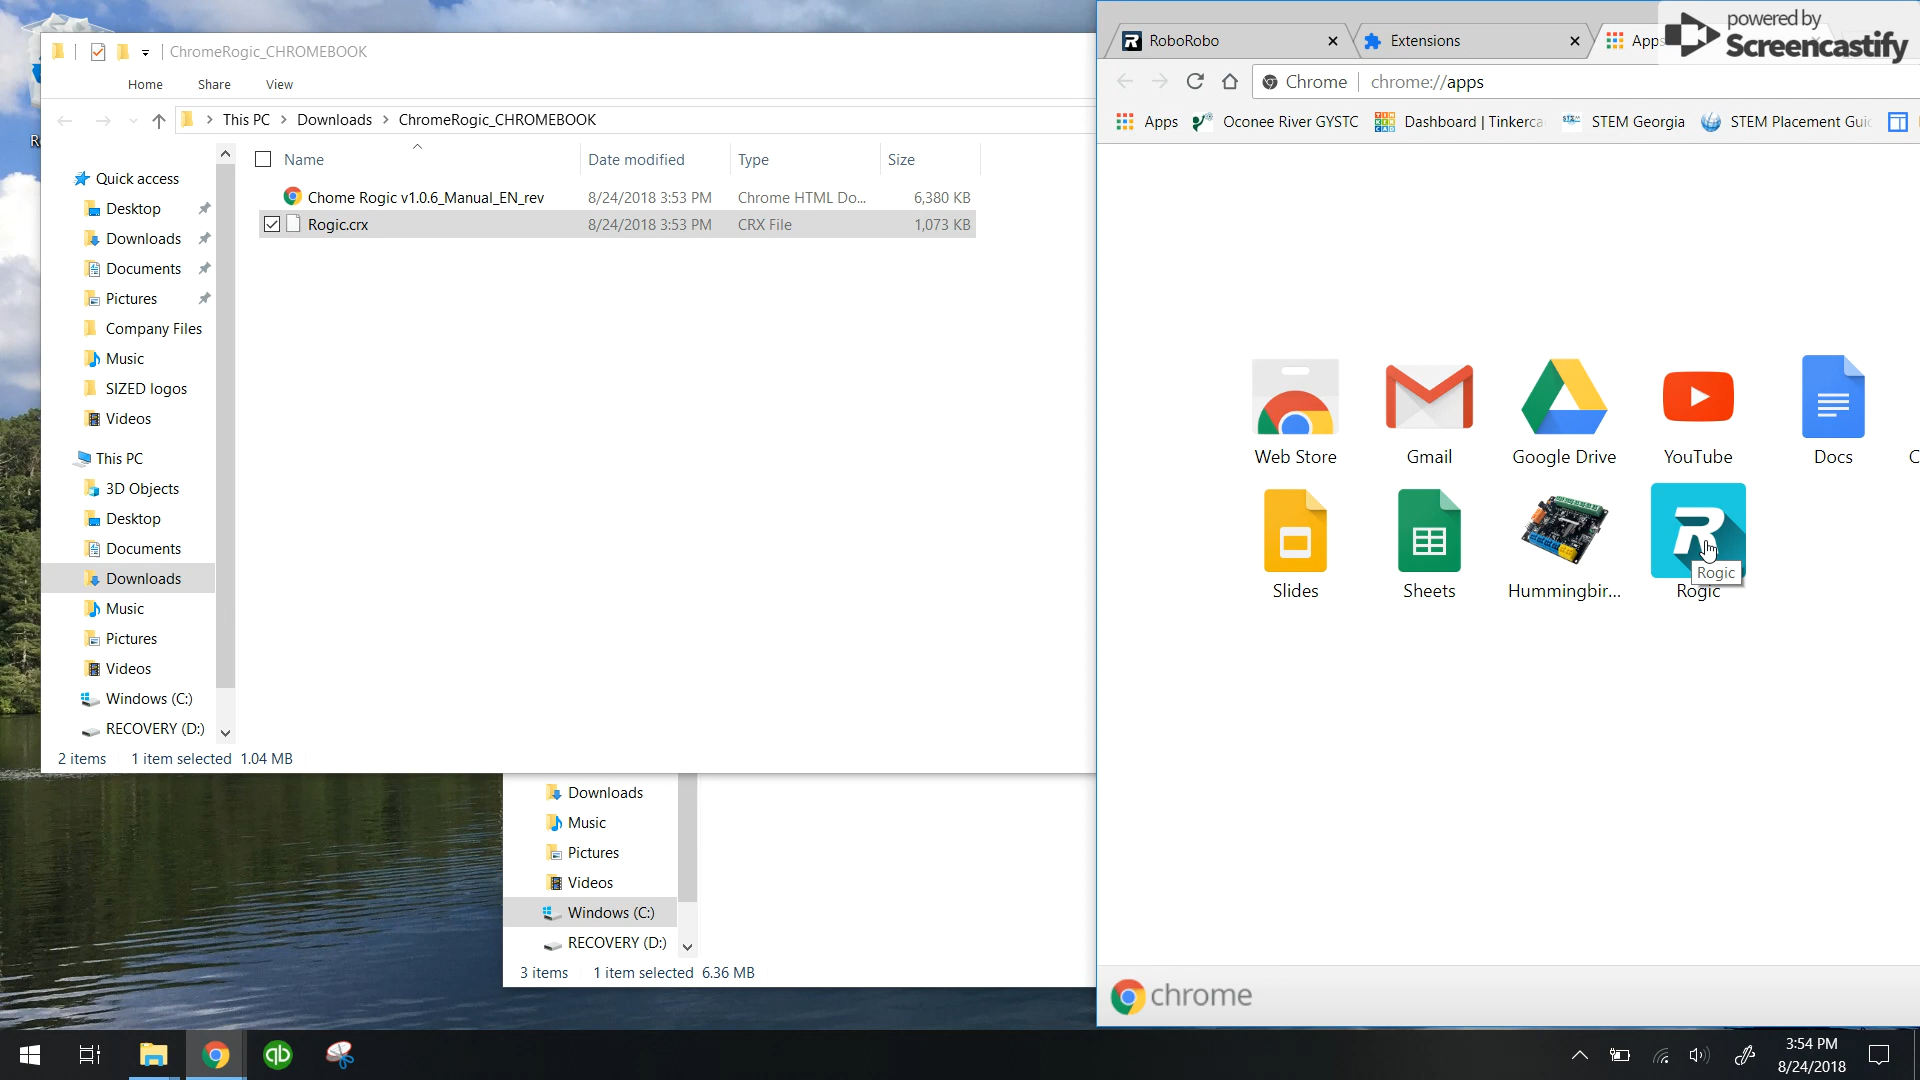 ChromeRogic_CHROMEBOOK
Home Share View
This PC > Downloads > ChromeRogic_CHROMEBOOK
Name Date modified Type Size
Chome Rogic v1.0.6_Manual_EN_rev 8/24/2018 3:53 PM Chrome HTML Do... 6,380 KB
Rogic.crx 8/24/2018 3:53 PM CRX File 1,073 KB
Quick access
Desktop
Downloads
Documents
Pictures
Company Files
Music
SIZED logos
Videos
This PC
3D Objects
Desktop
Documents
Downloads
Music
Pictures
Videos
Windows (C:)
RECOVERY (D:)
2 items 1 item selected 1.04 MB
Downloads
Music
Pictures
Videos
Windows (C:)
RECOVERY (D:)
3 items 1 item selected 6.36 MB
RoboRobo Extensions Apps
powered by
Screencastify
Chrome chrome://apps
Apps Oconee River GYSTC Dashboard | Tinkerca STEM Georgia STEM Placement Gui
Web Store Gmail Google Drive YouTube Docs
Slides Sheets Hummingbir... Rogic
Rogic
chrome
qb
3:54 PM
8/24/2018